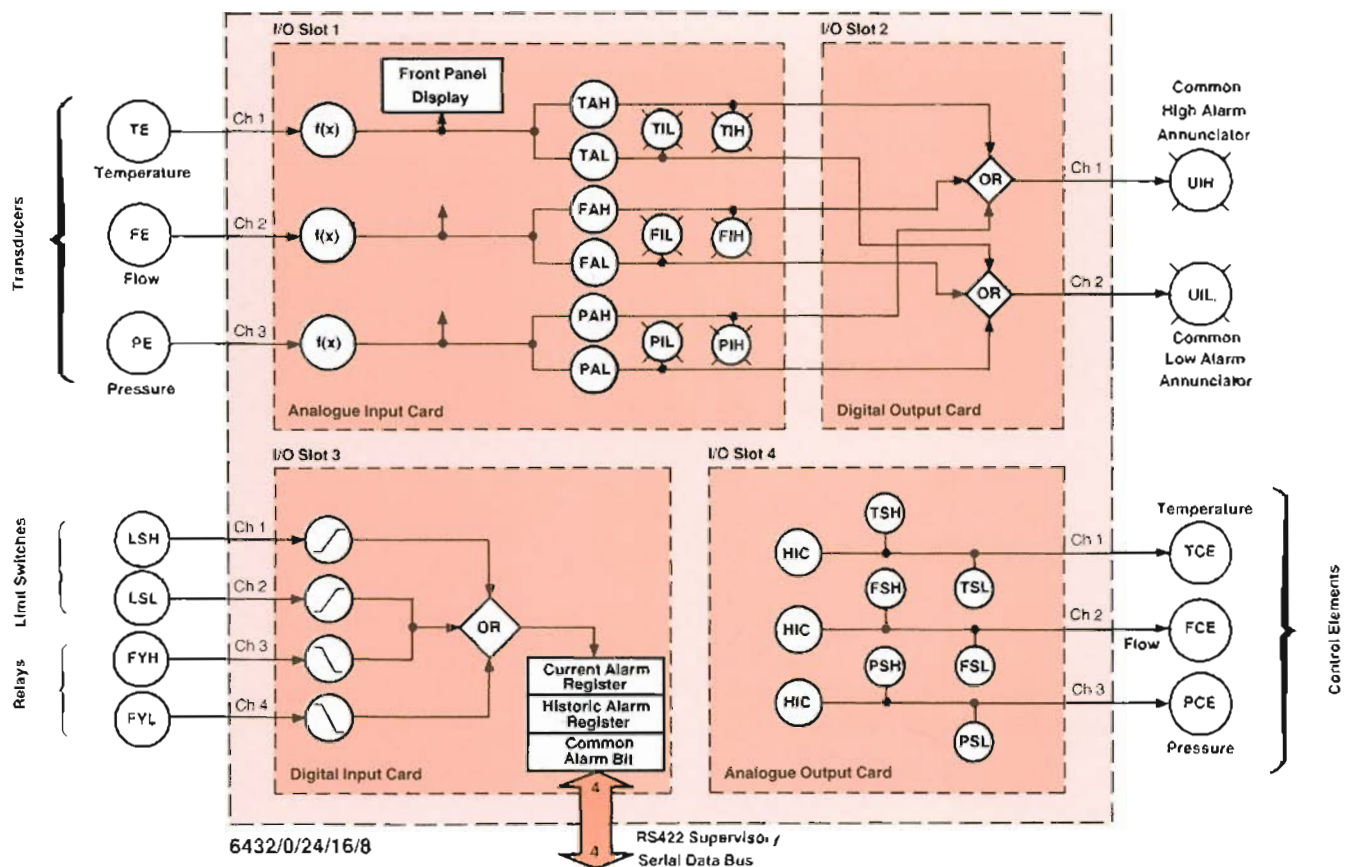 I/O Slot 1
I/O Slot 2
Front Panel
Display
Common
High Alarm
Annunciator
Transducers
TE
Temperature
Ch 1
f(x)
TAH
TAL
TIL
TIH
OR
Ch 1
UIH
FE
Flow
Ch 2
f(x)
FAH
FAL
FIL
FIH
OR
Ch 2
UIL
Common
Low Alarm
Annunciator
PE
Pressure
Ch 3
f(x)
PAH
PAL
PIL
PIH
Analogue Input Card
Digital Output Card
I/O Slot 3
I/O Slot 4
Limit Switches
LSH
Ch 1
LSL
Ch 2
Relays
FYH
Ch 3
FYL
Ch 4
OR
Current Alarm
Register
Historic Alarm
Register
Common
Alarm Bit
Digital Input Card
4
4
RS422 Supervisory
Serial Data Bus
HIC
TSH
TSL
Ch 1
Temperature
TCE
HIC
FSH
FSL
Ch 2
Flow
FCE
HIC
PSH
PSL
Ch 3
PCE
Pressure
Control Elements
Analogue Output Card
6432/0/24/16/8